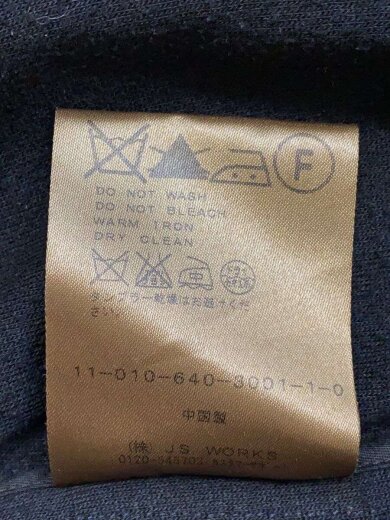 F
DO NOT WASH
DO NOT BLEACH
WARM IRON
DRY CLEAN
タンブラー乾燥はお避けくだ
さい
11-010-640-3001-1-0
中国製
(株) J.S. WORKS